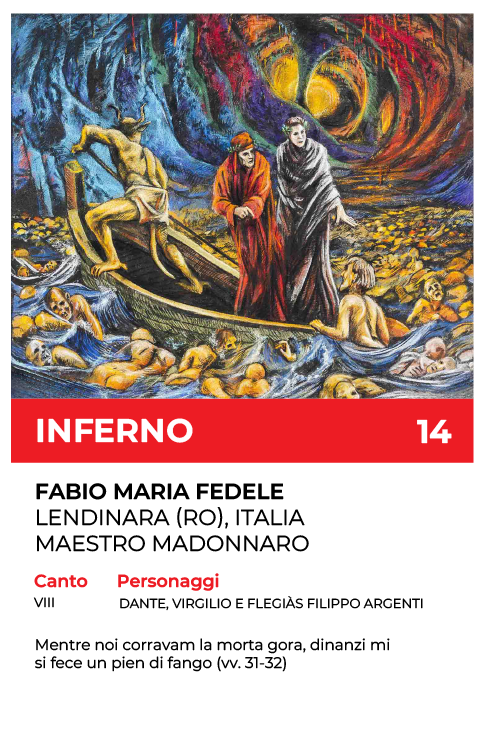 INFERNO 14
FABIO MARIA FEDELE
LENDINARA (RO), ITALIA
MAESTRO MADONNARO
Canto Personaggi
VIII DANTE, VIRGILIO E FLEGIÀS FILIPPO ARGENTI
Mentre noi corravam la morta gora, dinanzi mi
si fece un pien di fango (vv. 31-32)